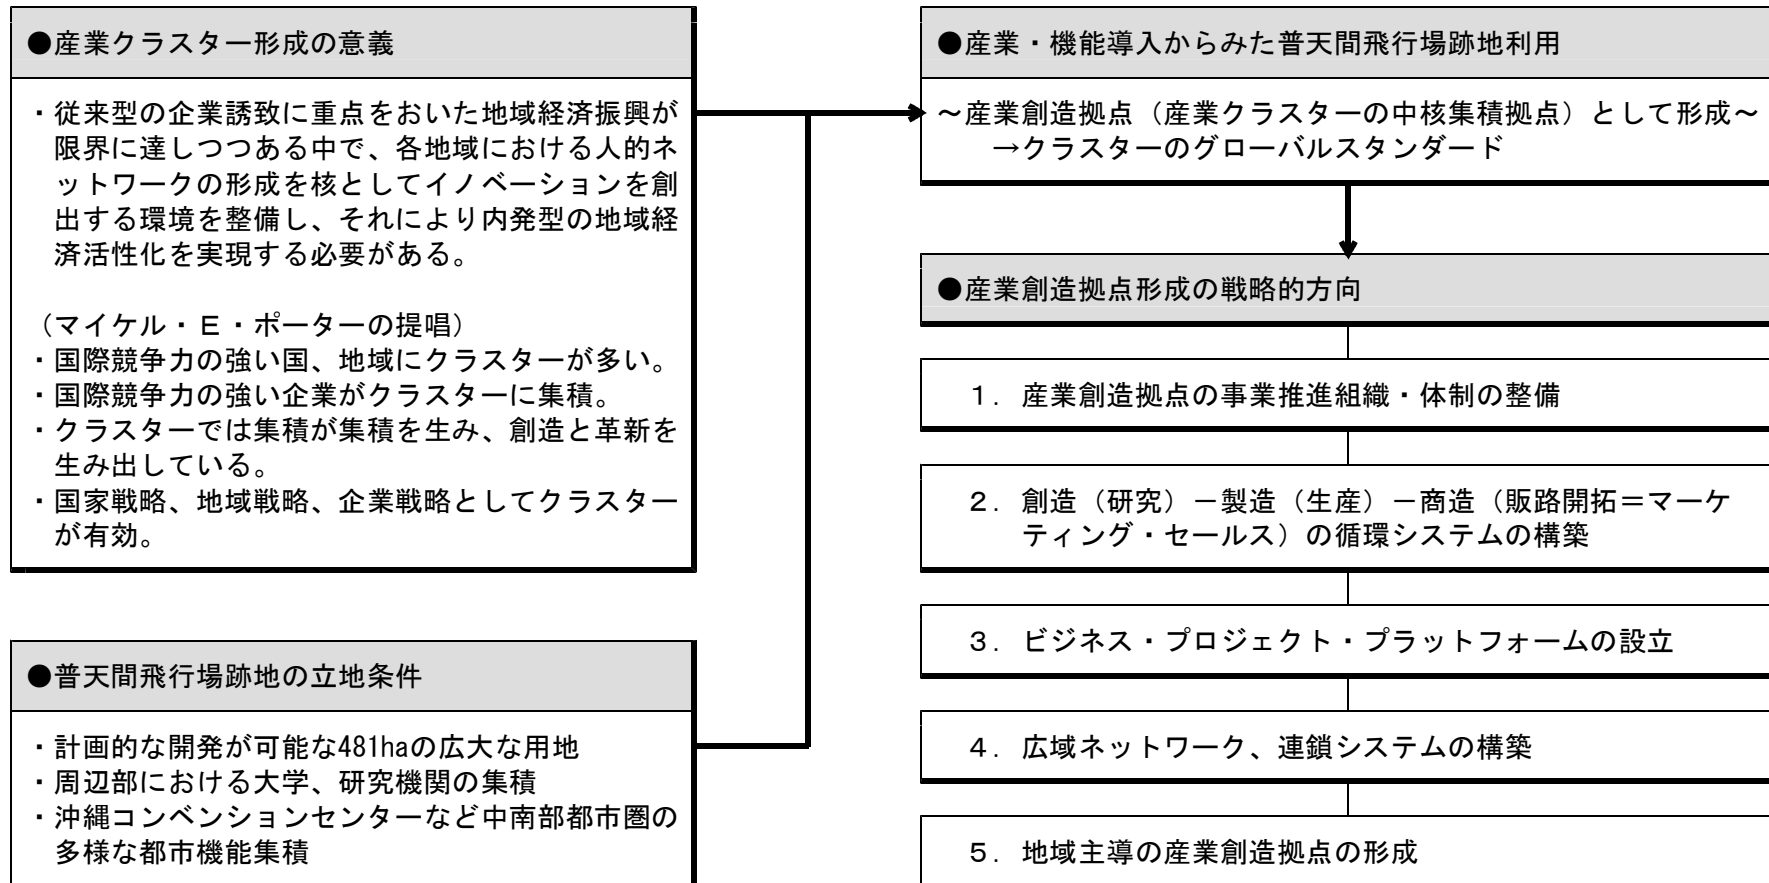 ●産業クラスター形成の意義
・従来型の企業誘致に重点をおいた地域経済振興が
限界に達しつつある中で、各地域における人的ネ
ットワークの形成を核としてイノベーションを創
出する環境を整備し、それにより内発型の地域経
済活性化を実現する必要がある。
（マイケル・Ｅ・ポーターの提唱）
・国際競争力の強い国、地域にクラスターが多い。
・国際競争力の強い企業がクラスターに集積。
・クラスターでは集積が集積を生み、創造と革新を
生み出している。
・国家戦略、地域戦略、企業戦略としてクラスター
が有効。
●普天間飛行場跡地の立地条件
・計画的な開発が可能な481haの広大な用地
・周辺部における大学、研究機関の集積
・沖縄コンベンションセンターなど中南部都市圏の
多様な都市機能集積
●産業・機能導入からみた普天間飛行場跡地利用
～産業創造拠点（産業クラスターの中核集積拠点）として形成～
→クラスターのグローバルスタンダード
●産業創造拠点形成の戦略的方向
１．産業創造拠点の事業推進組織・体制の整備
２．創造（研究）－製造（生産）－商造（販路開拓＝マーケ
ティング・セールス）の循環システムの構築
３．ビジネス・プロジェクト・プラットフォームの設立
４．広域ネットワーク、連鎖システムの構築
５．地域主導の産業創造拠点の形成